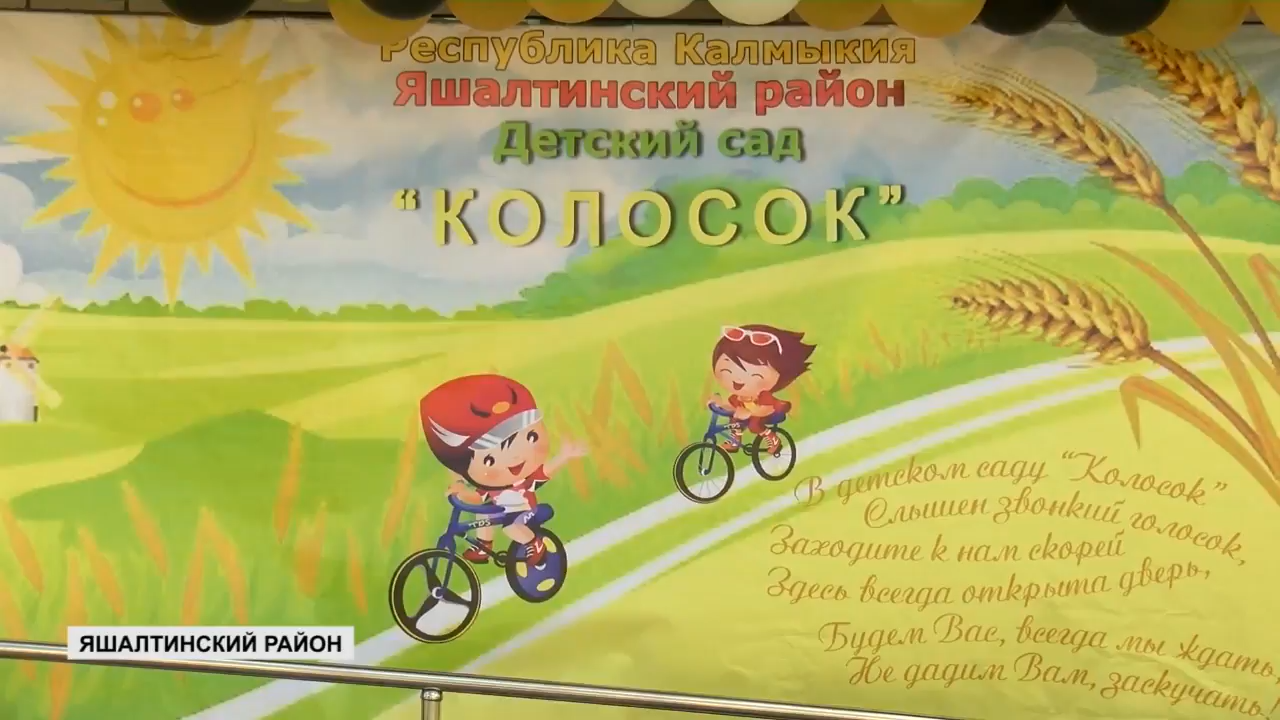 Республика Калмыкия
Яшалтинский район
Детский сад
“КОЛОСОК”
В детском саду “Колосок”
Слышен звонкий голосок,
Заходите к нам скорей
Здесь всегда открыта дверь,
Будем Вас, всегда мы ждать,
Не дадим Вам, заскучать!
TDS
ЯШАЛТИНСКИЙ РАЙОН